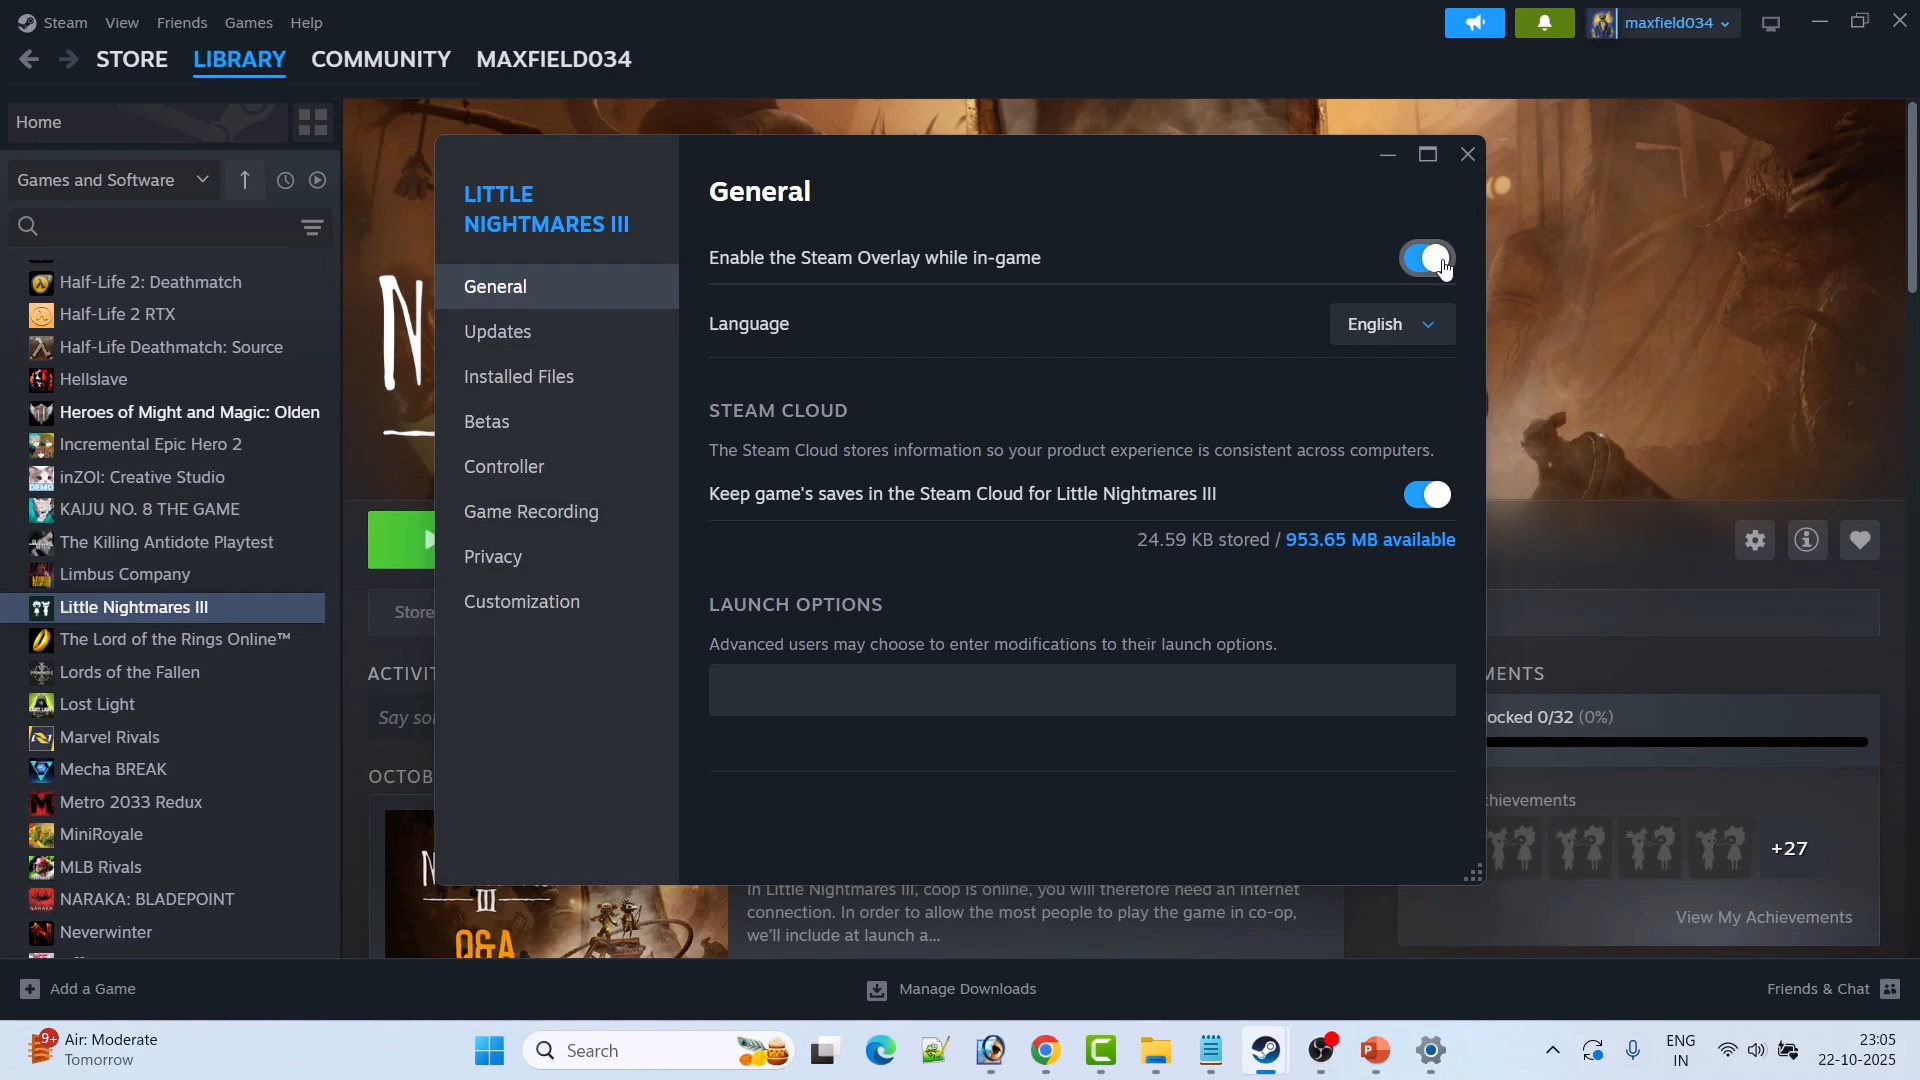 Steam View Friends Games Help
maxfield034
STORE LIBRARY COMMUNITY MAXFIELD034
Home
Games and Software
Half-Life 2: Deathmatch
Half-Life 2 RTX
Half-Life Deathmatch: Source
Hellslave
Heroes of Might and Magic: Olden
Incremental Epic Hero 2
inZOI: Creative Studio
KAIJU NO. 8 THE GAME
The Killing Antidote Playtest
Limbus Company
Little Nightmares III
The Lord of the Rings Online™
Lords of the Fallen
Lost Light
Marvel Rivals
Mecha BREAK
Metro 2033 Redux
MiniRoyale
MLB Rivals
NARAKA: BLADEPOINT
Neverwinter
LITTLE
NIGHTMARES III
General
Updates
Installed Files
Betas
Controller
Game Recording
Privacy
Customization
General
Enable the Steam Overlay while in-game
Language English
STEAM CLOUD
The Steam Cloud stores information so your product experience is consistent across computers.
Keep game's saves in the Steam Cloud for Little Nightmares III
24.59 KB stored / 953.65 MB available
LAUNCH OPTIONS
Advanced users may choose to enter modifications to their launch options.
N
Store
ACTIVIT
Say so
OCTOB
N
III
Q&A
In Little Nightmares III, coop is online, you will therefore need an internet
connection. In order to allow the most people to play the game in co-op,
we'll include at launch a...
MENTS
ocked 0/32 (0%)
chievements
+27
View My Achievements
Add a Game
Manage Downloads
Friends & Chat
9+
Air: Moderate
Tomorrow
Search
DEMO
ENG
IN
23:05
22-10-2025